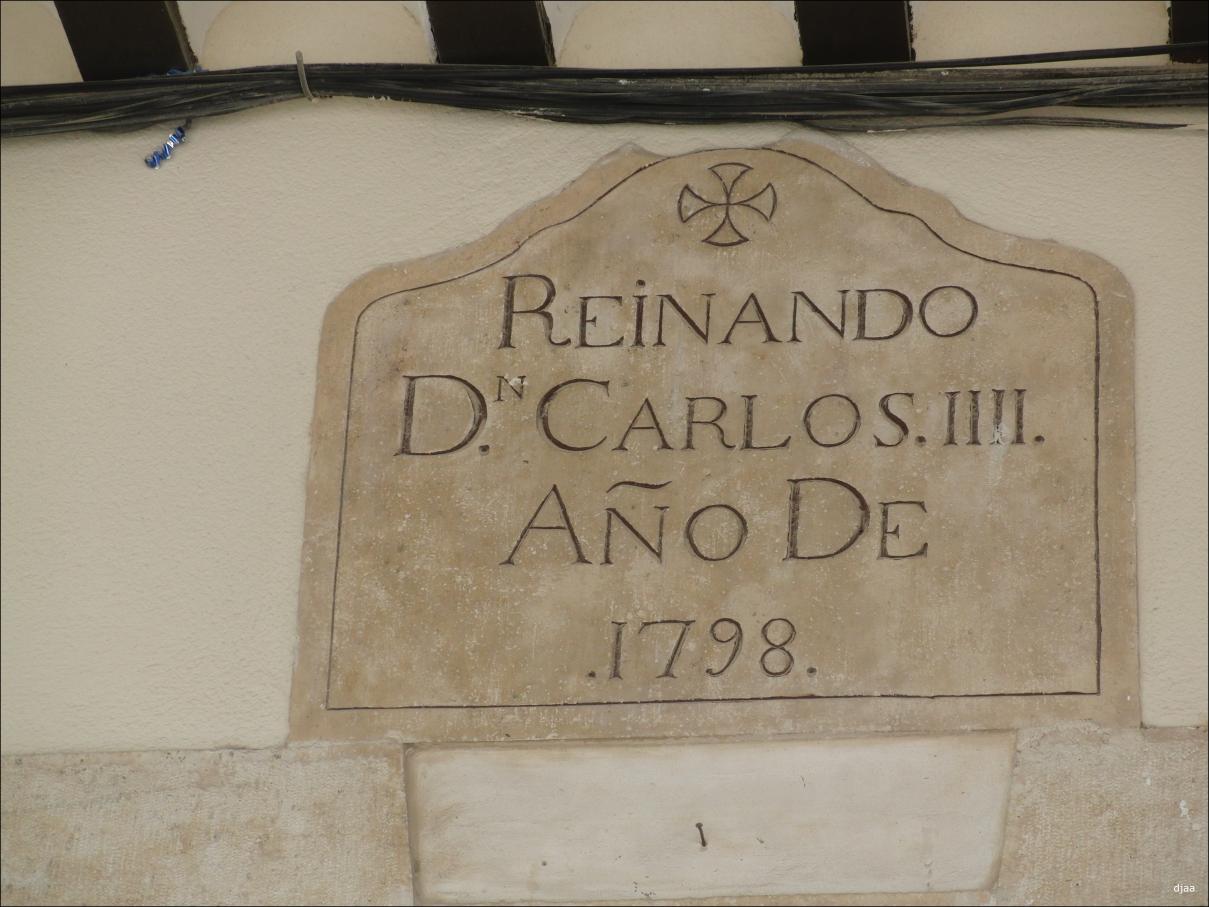 REiNANDO
D.N CARLOS.IIII.
AÑO DE
.1798.
djaa